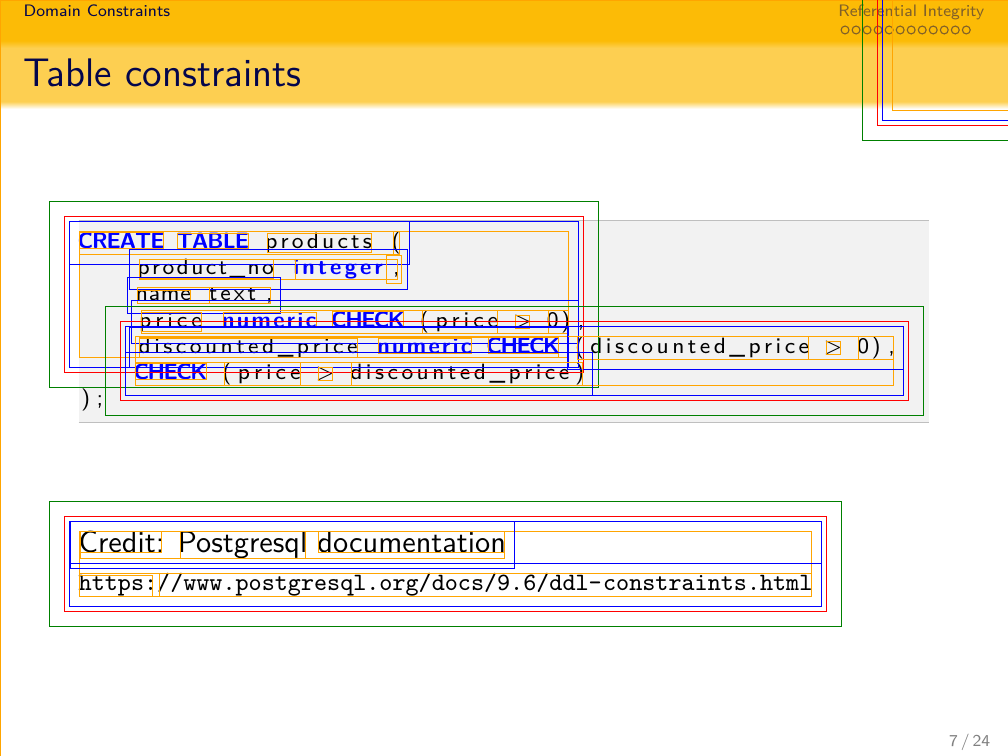 Domain Constraints
Referential Integrity
Table constraints
CREATE TABLE products (
product_no integer,
name text,
price numeric CHECK (price > 0),
discounted_price numeric CHECK (discounted_price > 0),
CHECK (price > discounted_price)
);
Credit: Postgresql documentation
https://www.postgresql.org/docs/9.6/ddl-constraints.html
7 / 24